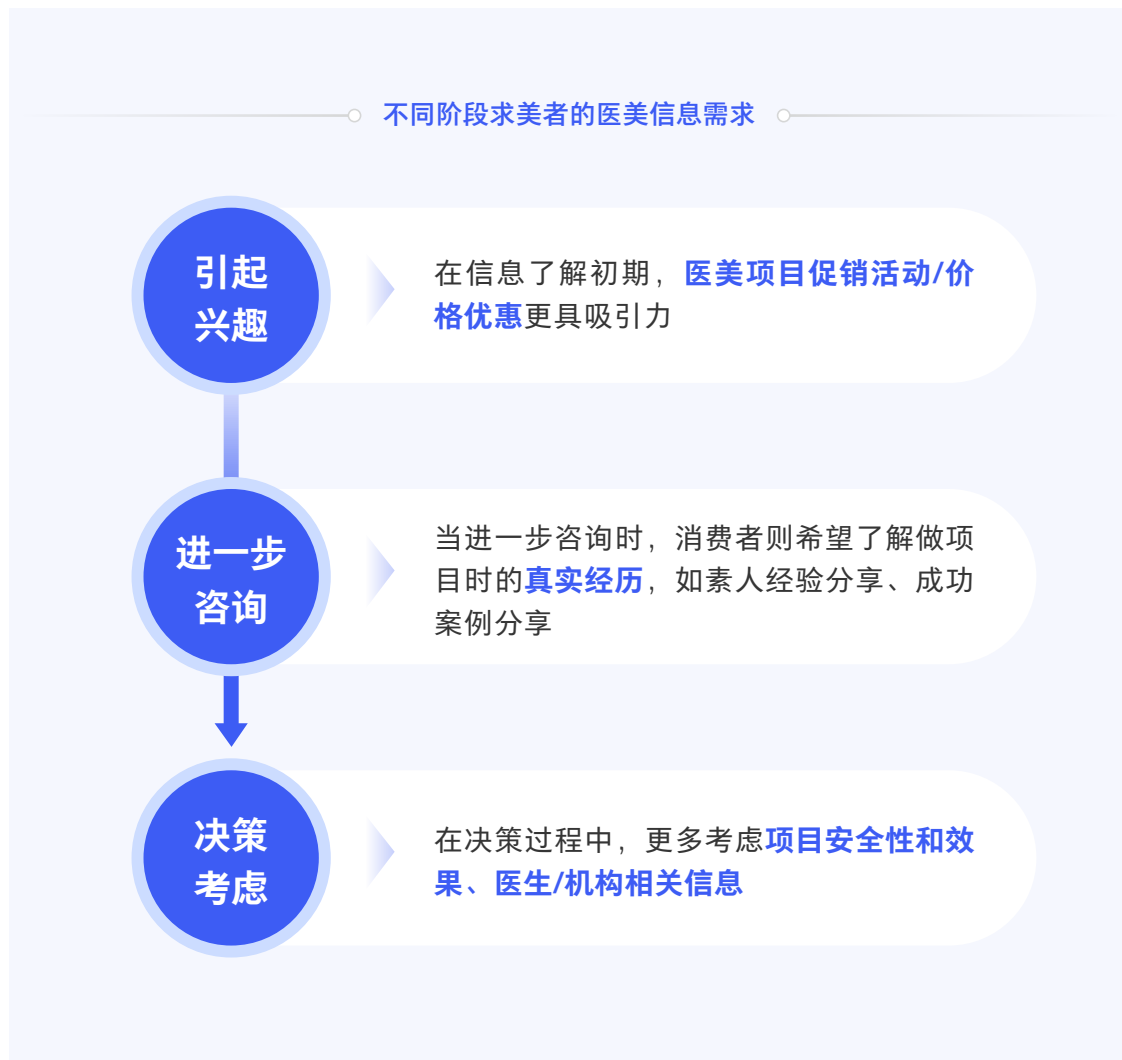 不同阶段求美者的医美信息需求
引起
兴趣
在信息了解初期，医美项目促销活动/价
格优惠更具吸引力
进一步
咨询
当进一步咨询时，消费者则希望了解做项
目时的真实经历，如素人经验分享、成功
案例分享
决策
考虑
在决策过程中，更多考虑项目安全性和效
果、医生/机构相关信息